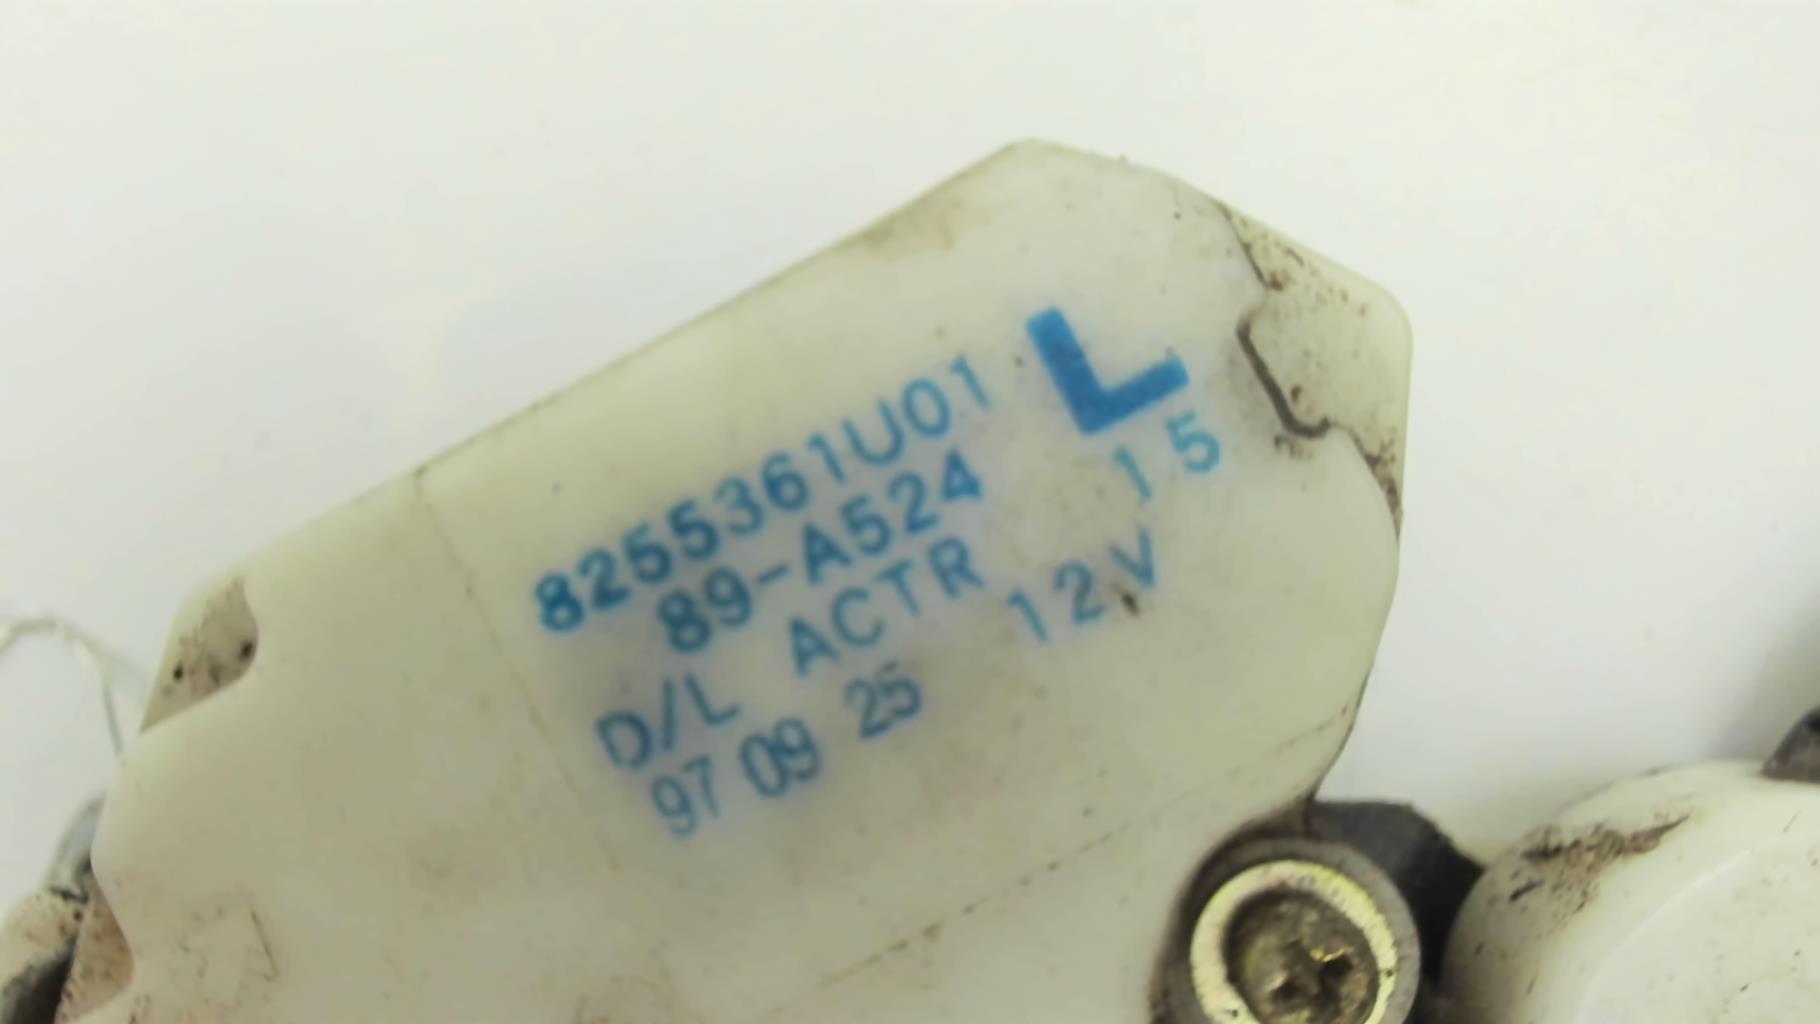 8255361U01 L
89-A524 15
D/L ACTR 12V
97 09 25